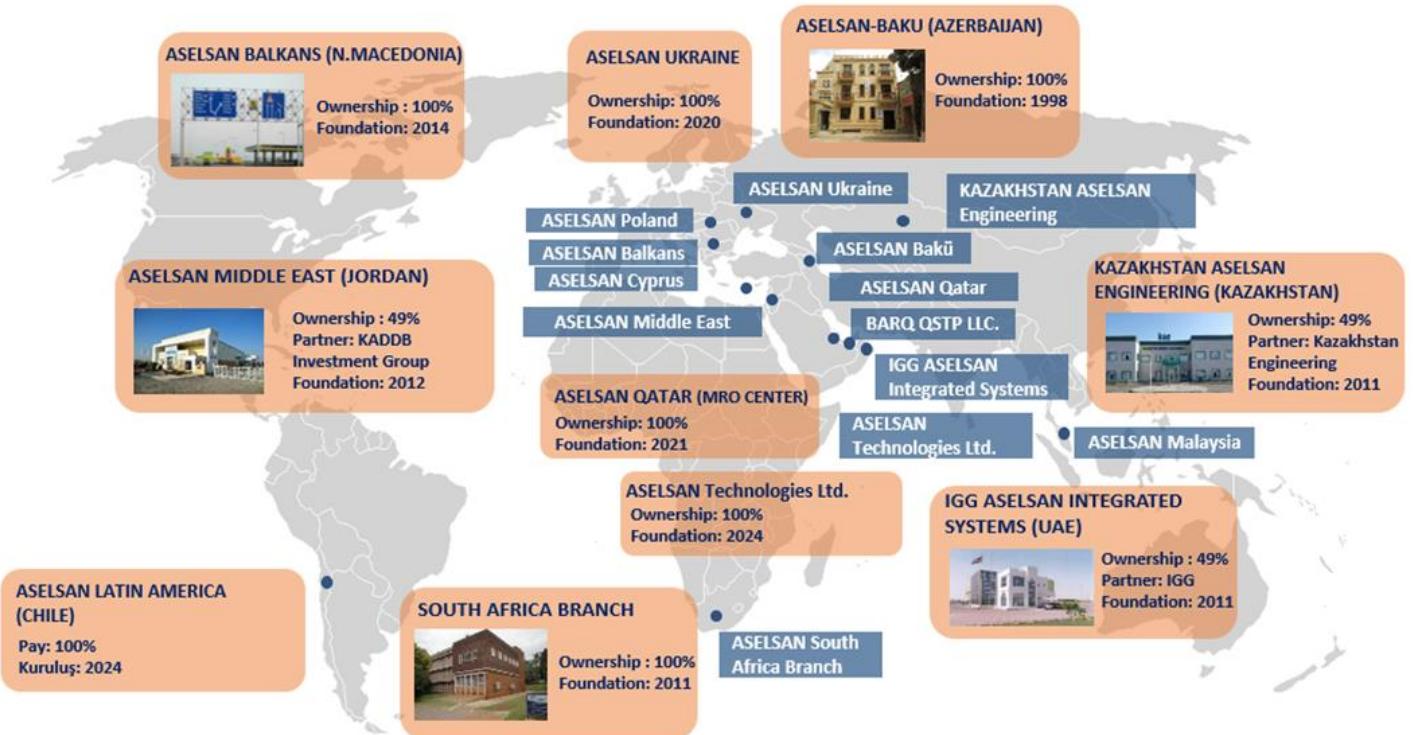 ASELSAN BALKANS (N.MACEDONIA)
Ownership : 100%
Foundation: 2014
ASELSAN UKRAINE
Ownership: 100%
Foundation: 2020
ASELSAN-BAKU (AZERBAIJAN)
Ownership: 100%
Foundation: 1998
ASELSAN Ukraine
KAZAKHSTAN ASELSAN
Engineering
ASELSAN Poland
ASELSAN Balkans
ASELSAN Bakü
ASELSAN Cyprus
ASELSAN Qatar
ASELSAN Middle East
BARQ QSTP LLC.
IGG ASELSAN
Integrated Systems
ASELSAN
Technologies Ltd.
ASELSAN Malaysia
ASELSAN MIDDLE EAST (JORDAN)
Ownership : 49%
Partner: KADDB
Investment Group
Foundation: 2012
KAZAKHSTAN ASELSAN
ENGINEERING (KAZAKHSTAN)
Ownership: 49%
Partner: Kazakhstan
Engineering
Foundation: 2011
ASELSAN QATAR (MRO CENTER)
Ownership: 100%
Foundation: 2021
ASELSAN Technologies Ltd.
Ownership: 100%
Foundation: 2024
IGG ASELSAN INTEGRATED
SYSTEMS (UAE)
Ownership : 49%
Partner: IGG
Foundation: 2011
ASELSAN LATIN AMERICA
(CHILE)
Pay: 100%
Kuruluş: 2024
SOUTH AFRICA BRANCH
Ownership : 100%
Foundation: 2011
ASELSAN South
Africa Branch